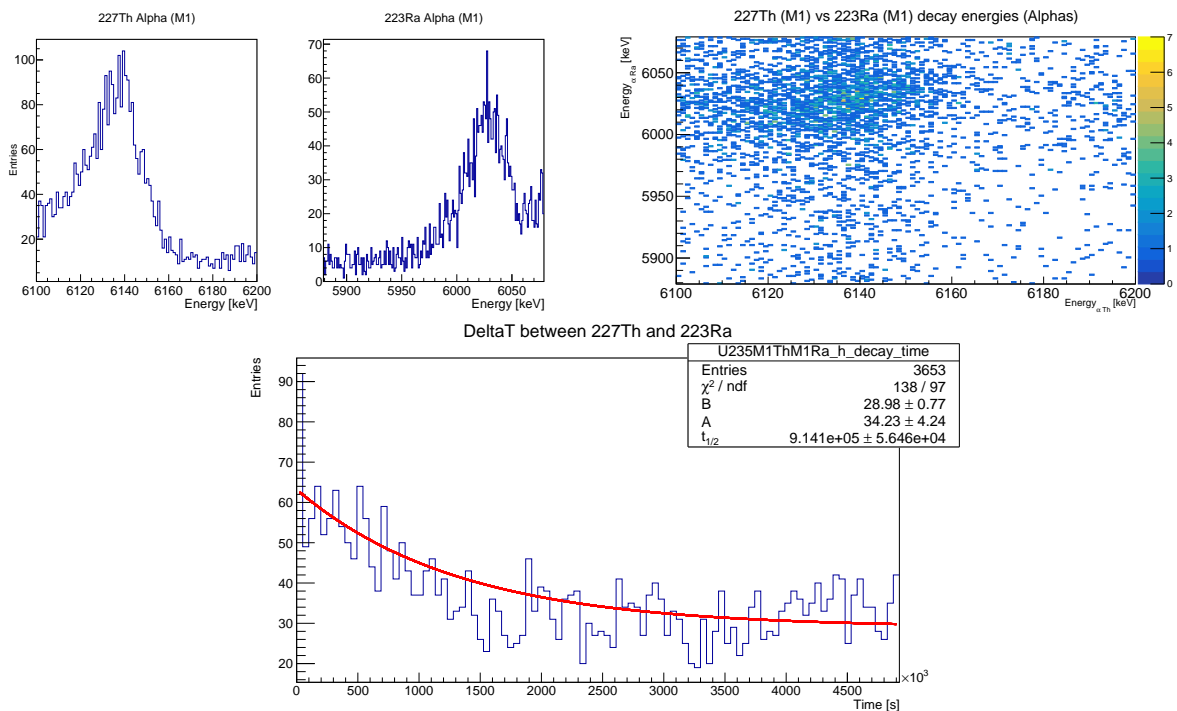 227Th Alpha (M1)
Entries
100
80
60
40
20
6100 6120 6140 6160 6180 6200
Energy [keV]
223Ra Alpha (M1)
70
60
50
40
30
20
10
0
5900 5950 6000 6050
Energy [keV]
227Th (M1) vs 223Ra (M1) decay energies (Alphas)
Energy α Ra [keV]
6050
6000
5950
5900
6100 6120 6140 6160 6180 6200
Energy α Th [keV]
7
6
5
4
3
2
1
0
DeltaT between 227Th and 223Ra
Entries
90
80
70
60
50
40
30
20
0 500 1000 1500 2000 2500 3000 3500 4000 4500
×10³
Time [s]
U235M1ThM1Ra_h_decay_time
Entries 3653
χ² / ndf 138 / 97
B 28.98 ± 0.77
A 34.23 ± 4.24
t1/2 9.141e+05 ± 5.646e+04